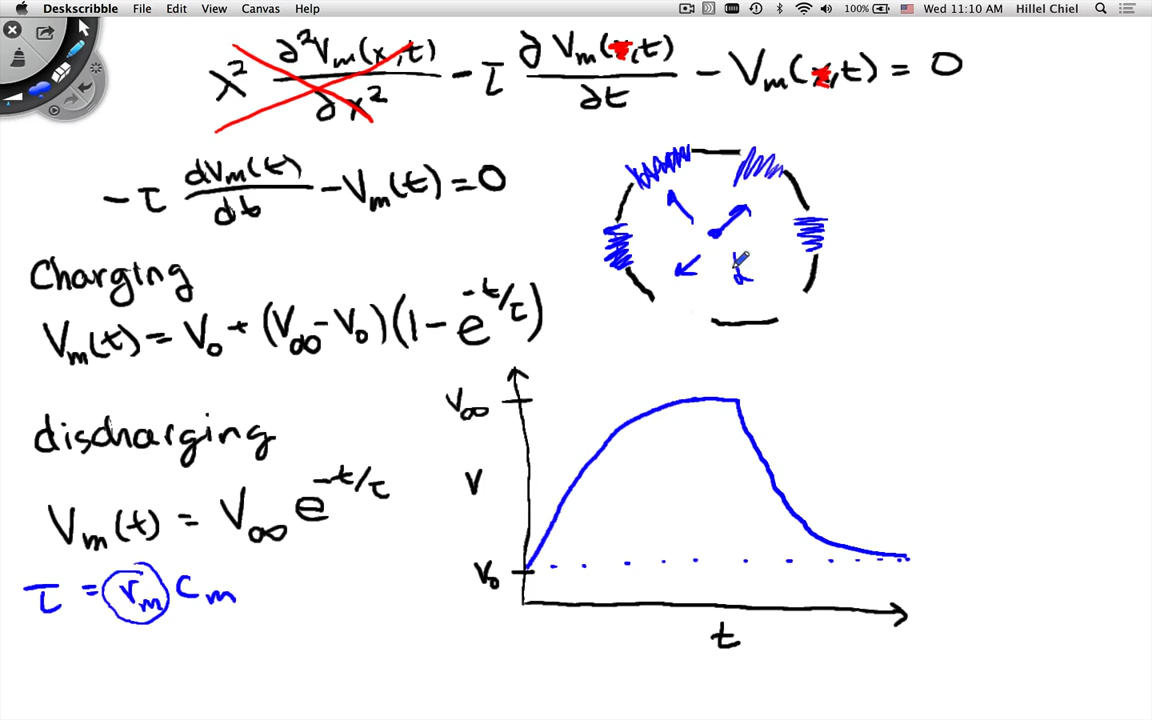 Deskscribble File Edit View Canvas Help 100% Wed 11:10 AM Hillel Chiel
λ² ∂²Vm(x,t)/∂x² - τ ∂Vm(x,t)/∂t - Vm(x,t) = 0
-τ dVm(t)/dt - Vm(t) = 0
Charging
Vm(t) = V₀ + (V∞ - V₀)(1 - e^-t/τ)
discharging
Vm(t) = V∞ e^-t/τ
τ = rm cm
V∞
V
V₀
t